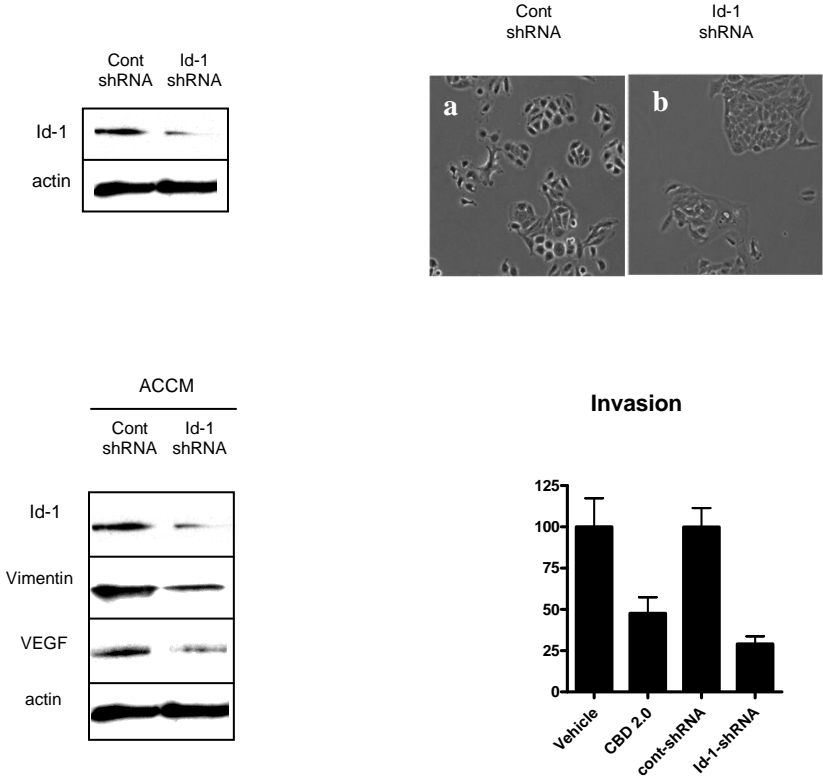 Cont Id-1
shRNA shRNA
Id-1
actin
Cont Id-1
shRNA shRNA
a b
ACCM
Cont Id-1
shRNA shRNA
Id-1
Vimentin
VEGF
actin
Invasion
125
100
75
50
25
0
Vehicle
CBD 2.0
cont-shRNA
Id-1-shRNA